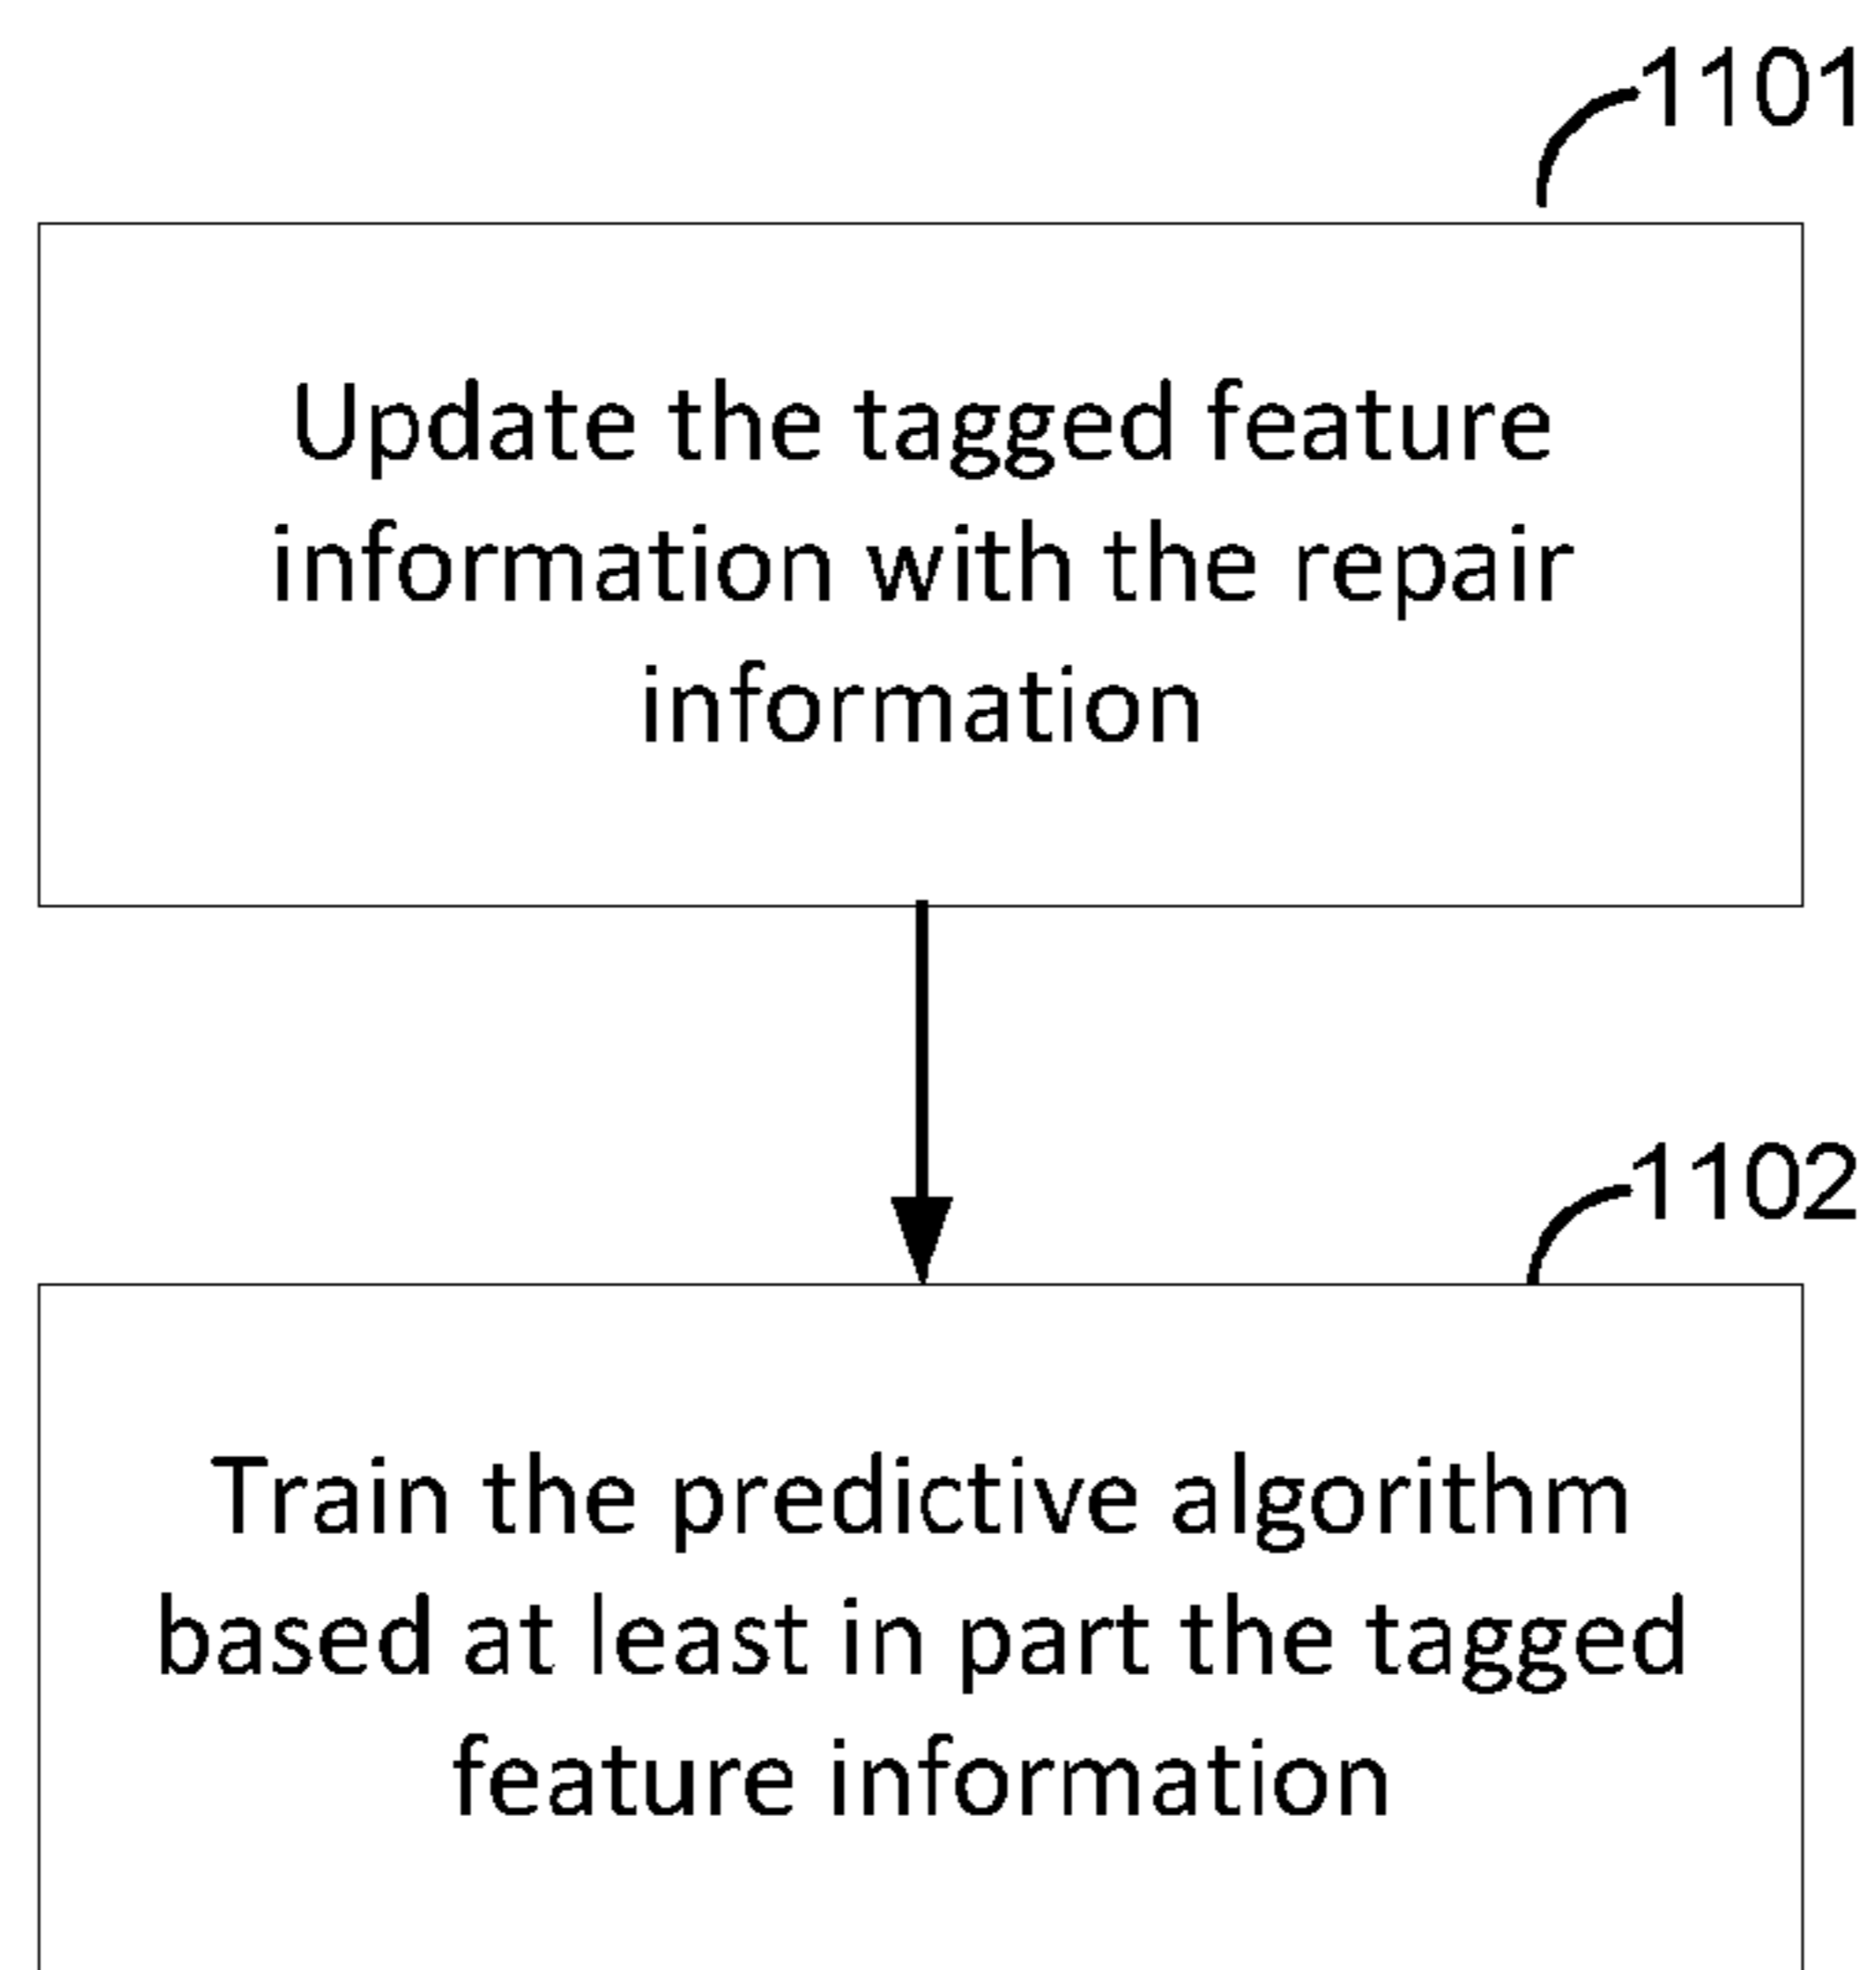 1101
Update the tagged feature
information with the repair
information
1102
Train the predictive algorithm
based at least in part the tagged
feature information